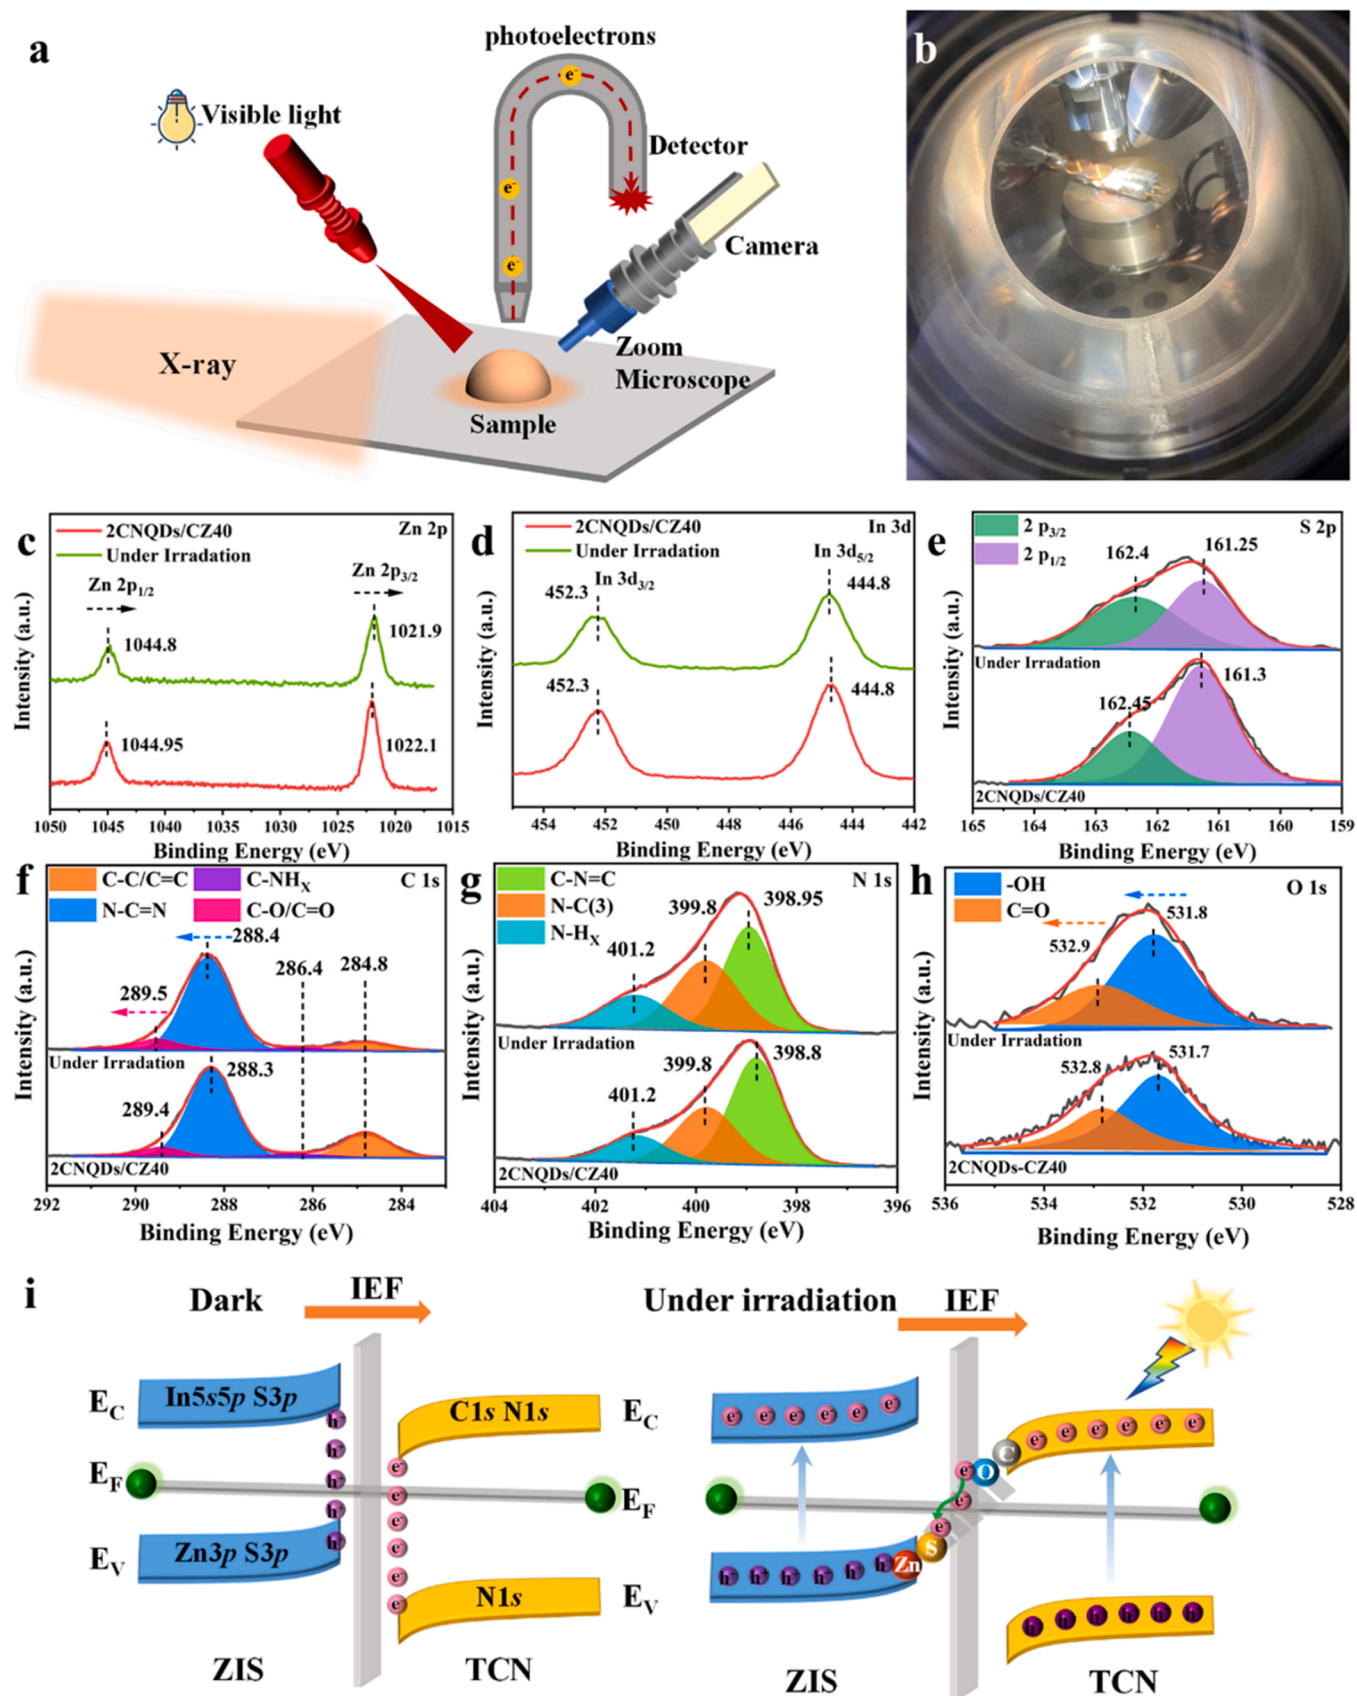 a
photoelectrons
e⁻
Visible light
Detector
e⁻
Camera
e⁻
Zoom
Microscope
X-ray
Sample
b
c
2CNQDs/CZ40
Under Irradation
Zn 2p
Zn 2p1/2
Zn 2p3/2
1044.8
1021.9
1044.95
1022.1
1050 1045 1040 1035 1030 1025 1020 1015
Binding Energy (eV)
Intensity (a.u.)
d
2CNQDs/CZ40
Under Irradation
In 3d
In 3d5/2
452.3
In 3d3/2
444.8
452.3
444.8
454 452 450 448 446 444 442
Binding Energy (eV)
Intensity (a.u.)
e
2 p3/2
2 p1/2
S 2p
162.4
161.25
Under Irradation
162.45
161.3
2CNQDs/CZ40
165 164 163 162 161 160 159
Binding Energy (eV)
Intensity (a.u.)
f
C-C/C=C
C-NHX
N-C=N
C-O/C=O
C 1s
288.4
286.4
284.8
289.5
Under Irradation
288.3
289.4
2CNQDs/CZ40
292 290 288 286 284
Binding Energy (eV)
Intensity (a.u.)
g
C-N=C
N-C(3)
N-HX
N 1s
398.95
399.8
401.2
Under Irradation
399.8
398.8
401.2
2CNQDs/CZ40
404 402 400 398 396
Binding Energy (eV)
Intensity (a.u.)
h
-OH
C=O
O 1s
531.8
532.9
Under Irradation
532.8
531.7
2CNQDs-CZ40
536 534 532 530 528
Binding Energy (eV)
Intensity (a.u.)
i
Dark
IEF
EC
In5s5p S3p
C1s N1s
h⁺
h⁺
h⁺
h⁺
h⁺
e⁻
e⁻
e⁻
e⁻
e⁻
e⁻
EF
EF
EV
Zn3p S3p
N1s
ZIS
TCN
Under irradiation
IEF
EC
e⁻ e⁻ e⁻ e⁻ e⁻ e⁻
e⁻ e⁻ e⁻ e⁻ e⁻ e⁻
C
O
e⁻
e⁻
e⁻
S
Zn
EV
h⁺ h⁺ h⁺ h⁺ h⁺ h⁺
h⁺ h⁺ h⁺ h⁺ h⁺ h⁺
ZIS
TCN